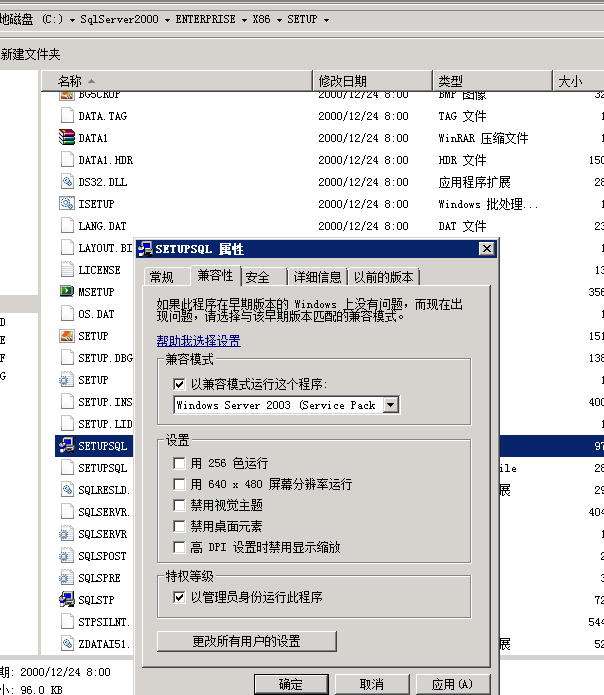 地磁盘 (C:) ▾ SqlServer2000 ▾ ENTERPRISE ▾ X86 ▾ SETUP ▾
新建文件夹
名称 修改日期 类型 大小
BGSCRUP 2000/12/24 8:00 BMP 图像 32
DATA.TAG 2000/12/24 8:00 TAG 文件 1
DATA1 2000/12/24 8:00 WinRAR 压缩文件 1
DATA1.HDR 2000/12/24 8:00 HDR 文件 150
DS32.DLL 2000/12/24 8:00 应用程序扩展 28
ISETUP 2000/12/24 8:00 Windows 批处理... 1
LANG.DAT 2000/12/24 8:00 DAT 文件 23
LAYOUT.BI 1
LICENSE 13
MSETUP 356
OS.DAT 1
SETUP 151
SETUP.DBG 138
SETUP
SETUP.INS 400
SETUP.LID
SETUPSQL 97
SETUPSQL ile 28
SQLRESLD. 展 29
SQLSERVR. 1
SQLSERVR 1
SQLSPOST 2
SQLSPRE 3
SQLSTP 72
STPSILNT. 544
ZDATAI51. 展 52
D
E
F
G
期: 2000/12/24 8:00
小: 96.0 KB
SETUPSQL 属性
常规 兼容性 安全 详细信息 以前的版本
如果此程序在早期版本的 Windows 上没有问题，而现在出
现问题，请选择与该早期版本匹配的兼容模式。
帮助我选择设置
兼容模式
以兼容模式运行这个程序:
Windows Server 2003 (Service Pack
设置
用 256 色运行
用 640 x 480 屏幕分辨率运行
禁用视觉主题
禁用桌面元素
高 DPI 设置时禁用显示缩放
特权等级
以管理员身份运行此程序
更改所有用户的设置
确定 取消 应用(A)